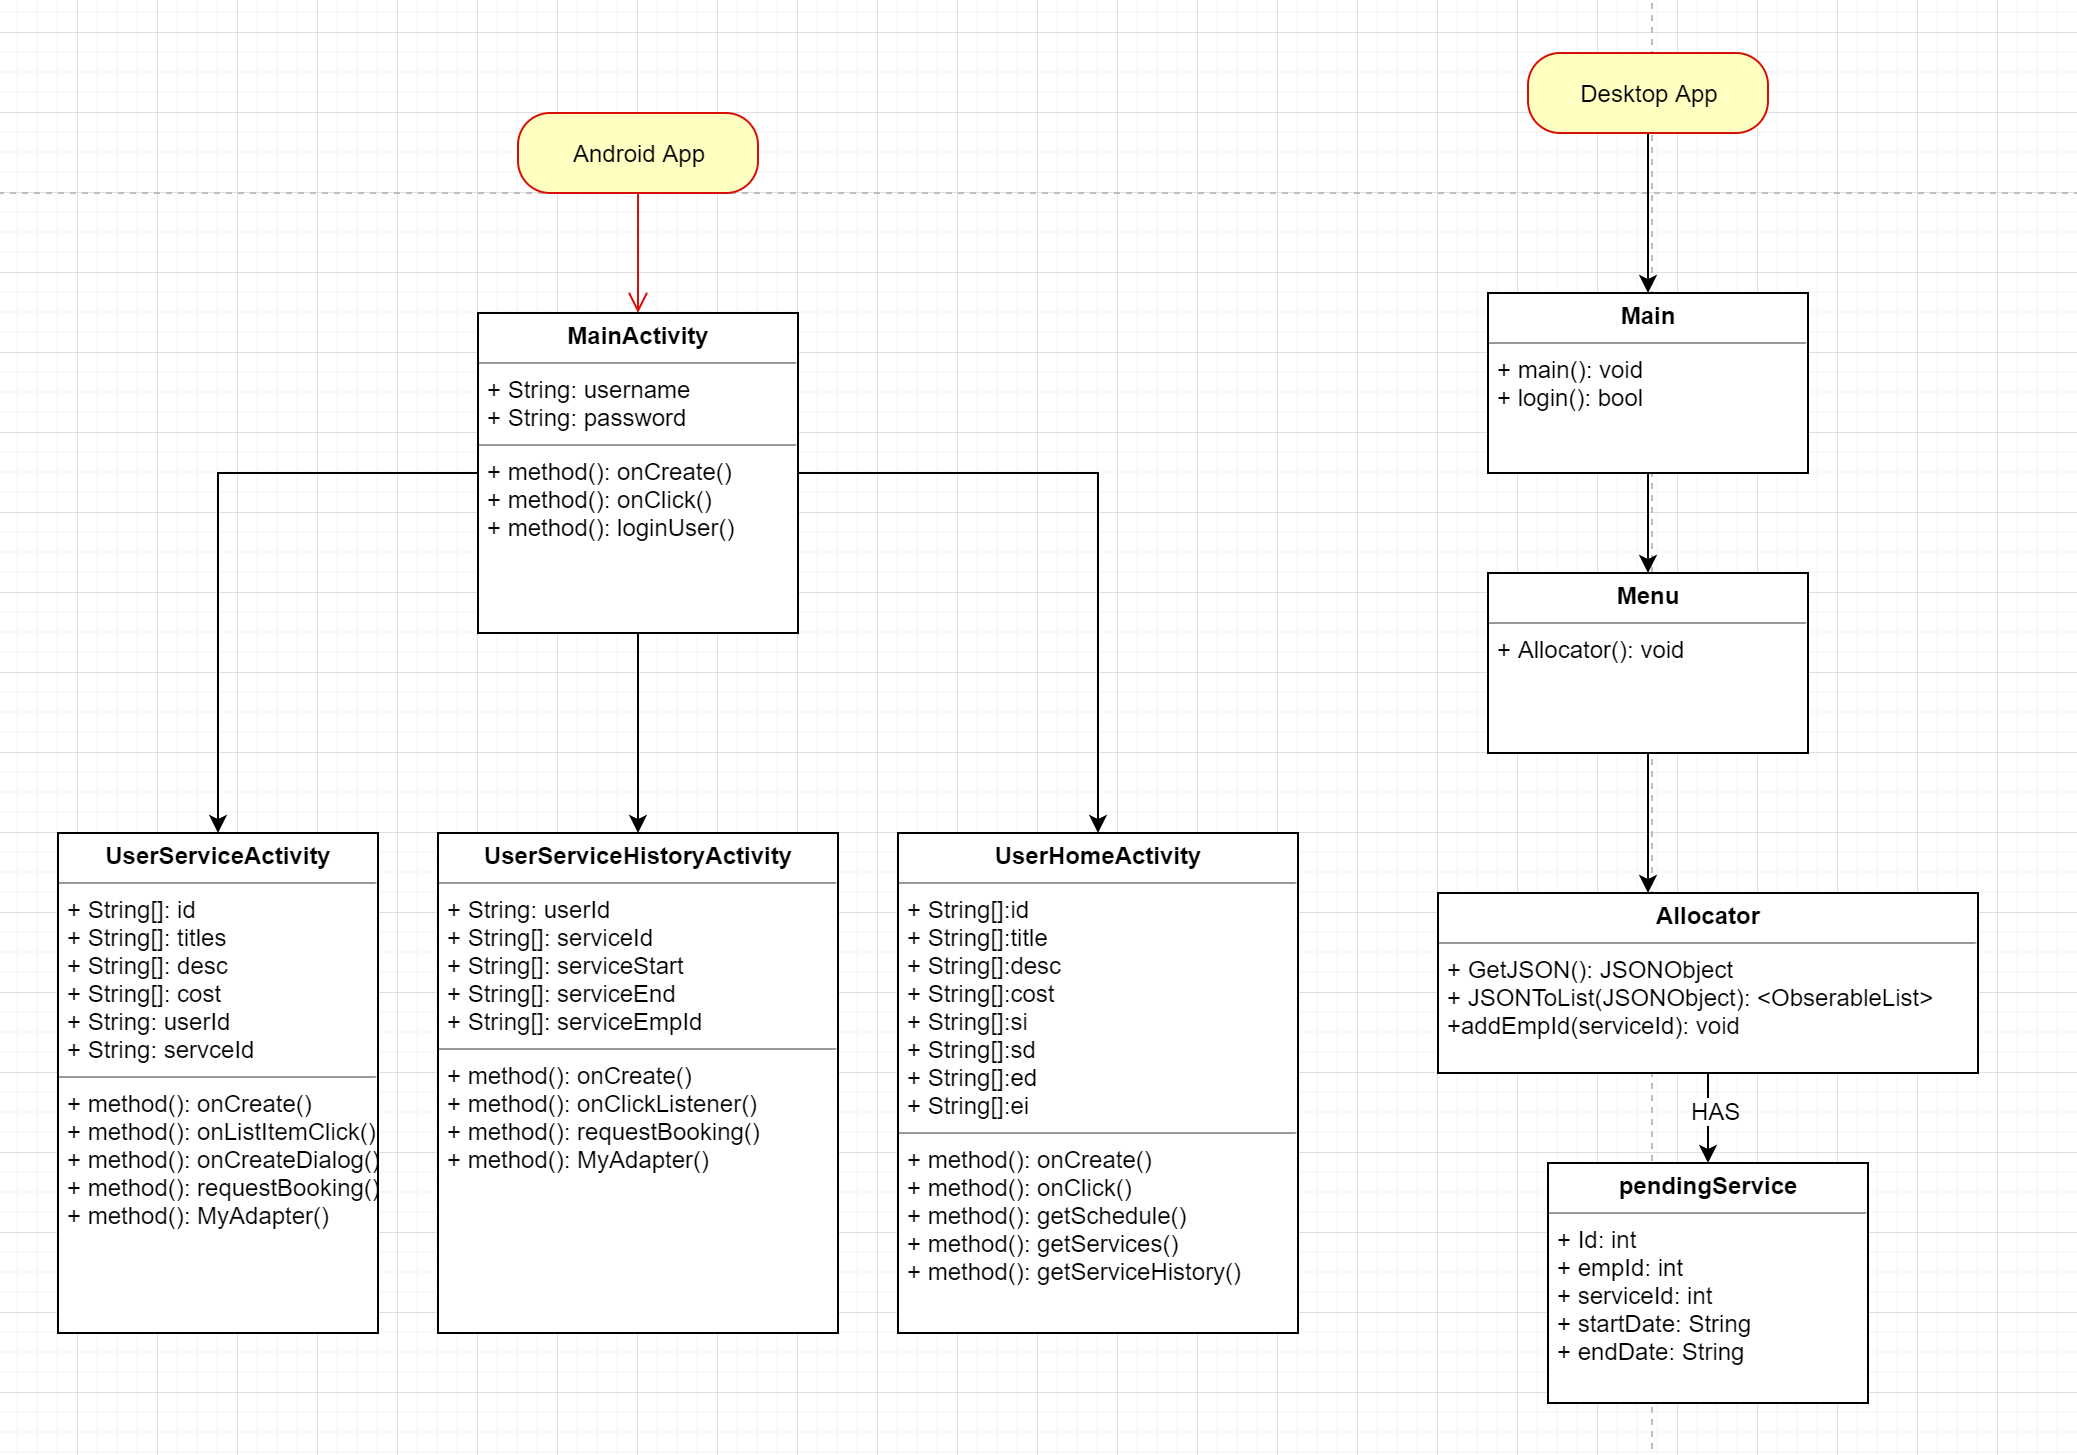 Android App
MainActivity
+ String: username
+ String: password
+ method(): onCreate()
+ method(): onClick()
+ method(): loginUser()
UserServiceActivity
+ String[]: id
+ String[]: titles
+ String[]: desc
+ String[]: cost
+ String: userId
+ String: servceId
+ method(): onCreate()
+ method(): onListItemClick()
+ method(): onCreateDialog()
+ method(): requestBooking()
+ method(): MyAdapter()
UserServiceHistoryActivity
+ String: userId
+ String[]: serviceId
+ String[]: serviceStart
+ String[]: serviceEnd
+ String[]: serviceEmpId
+ method(): onCreate()
+ method(): onClickListener()
+ method(): requestBooking()
+ method(): MyAdapter()
UserHomeActivity
+ String[]:id
+ String[]:title
+ String[]:desc
+ String[]:cost
+ String[]:si
+ String[]:sd
+ String[]:ed
+ String[]:ei
+ method(): onCreate()
+ method(): onClick()
+ method(): getSchedule()
+ method(): getServices()
+ method(): getServiceHistory()
Desktop App
Main
+ main(): void
+ login(): bool
Menu
+ Allocator(): void
Allocator
+ GetJSON(): JSONObject
+ JSONToList(JSONObject): <ObserableList>
+addEmpId(serviceId): void
HAS
pendingService
+ Id: int
+ empId: int
+ serviceId: int
+ startDate: String
+ endDate: String